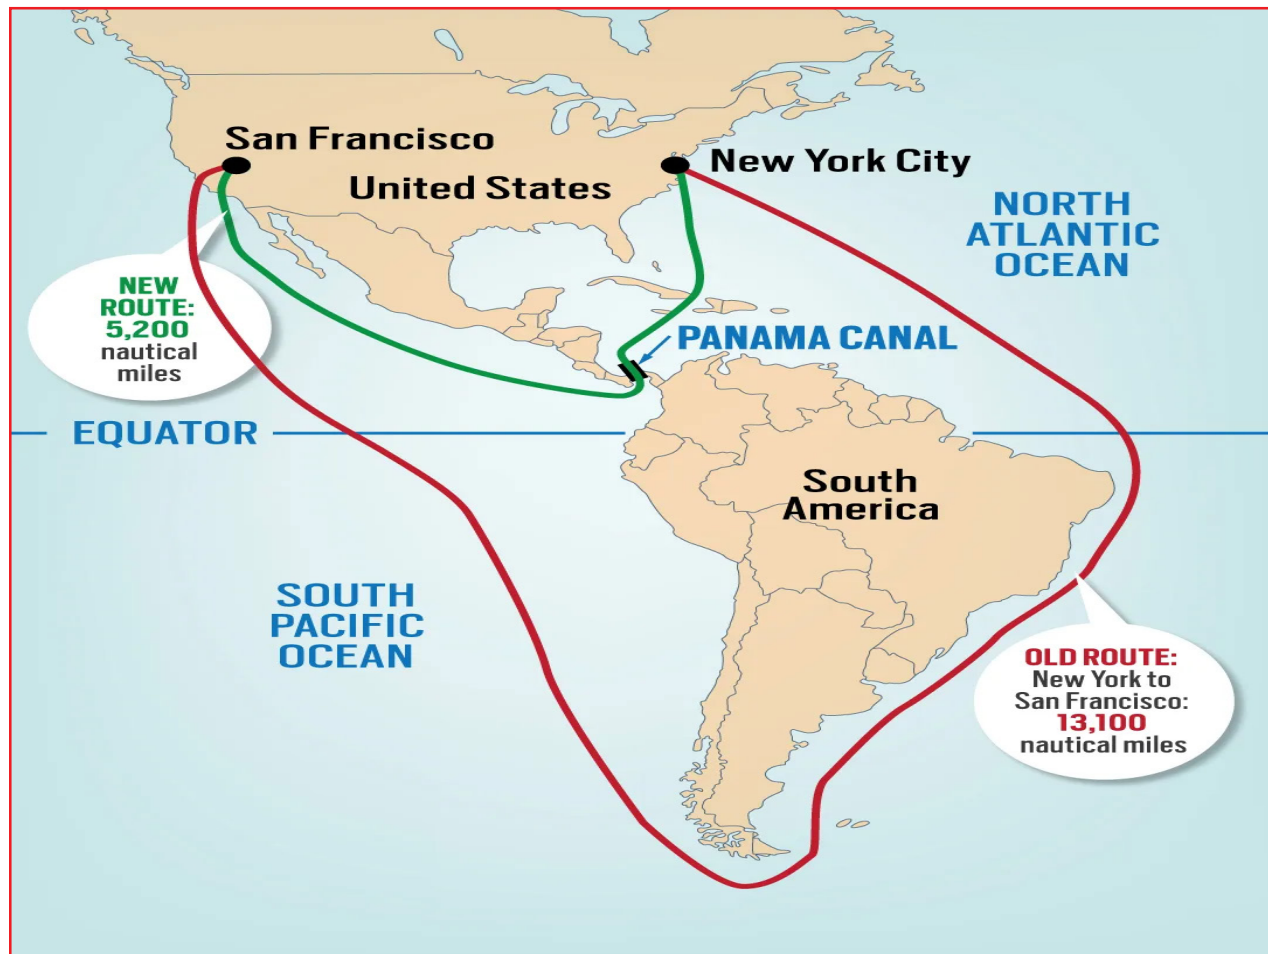 San Francisco
New York City
United States
NORTH
ATLANTIC
OCEAN
NEW
ROUTE:
5,200
nautical
miles
PANAMA CANAL
EQUATOR
South
America
SOUTH
PACIFIC
OCEAN
OLD ROUTE:
New York to
San Francisco:
13,100
nautical miles